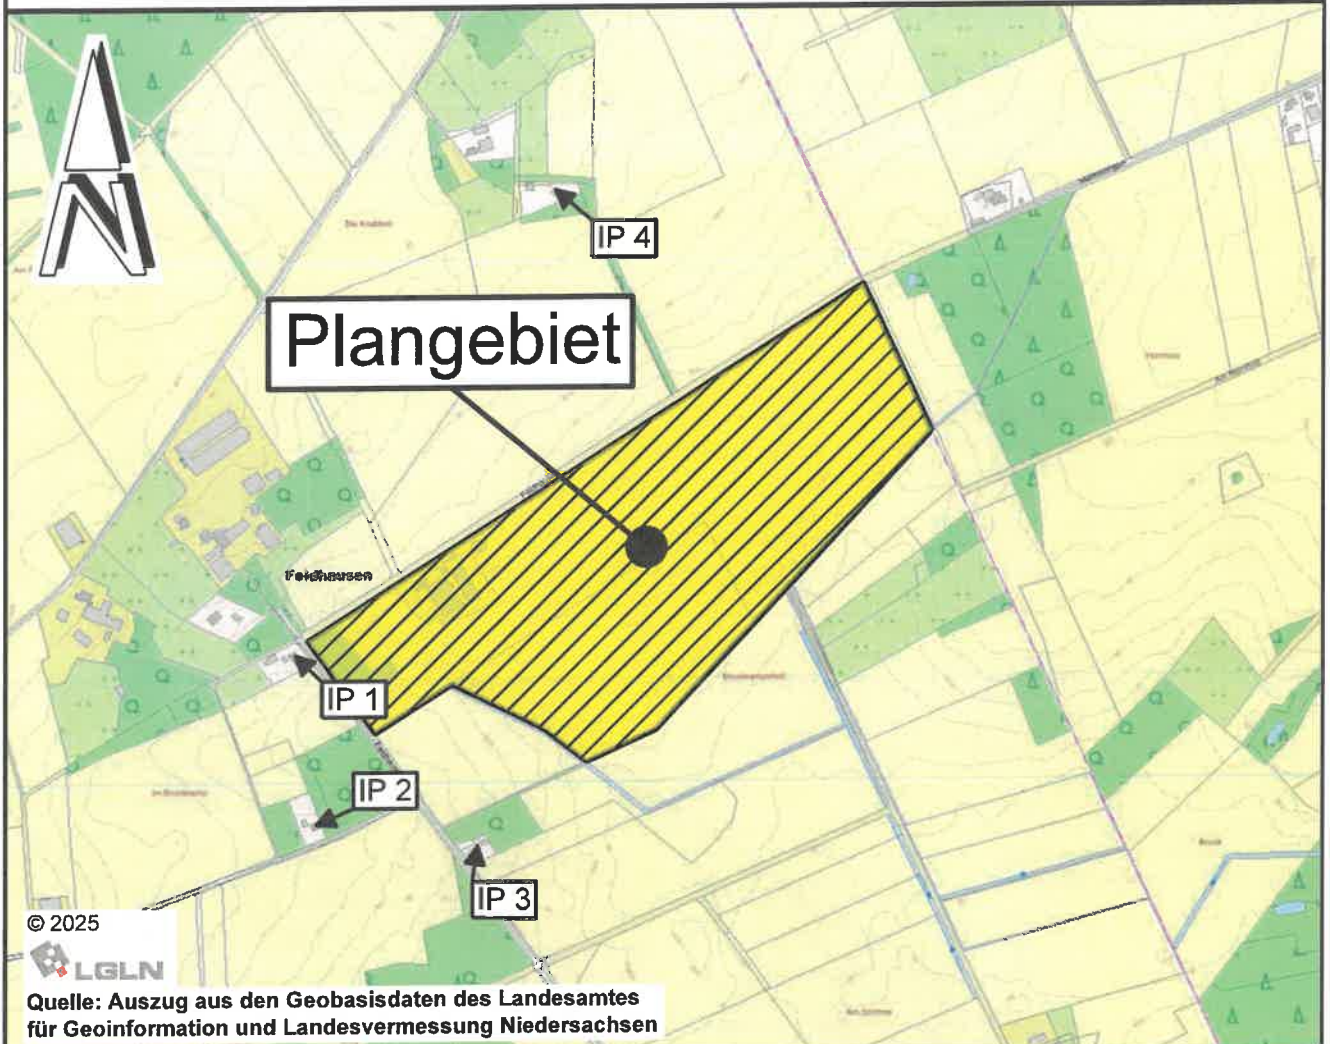 N
IP 4
Plangebiet
Feldhausen
IP 1
IP 2
IP 3
© 2025
LGLN
Quelle: Auszug aus den Geobasisdaten des Landesamtes
für Geoinformation und Landesvermessung Niedersachsen